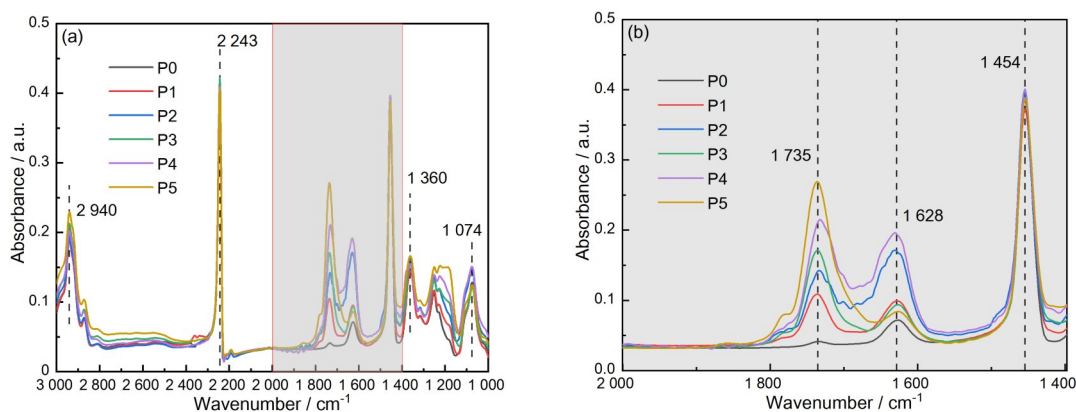 (a)
0.5
0.4
0.3
0.2
0.1
0.0
Absorbance / a.u.
P0
P1
P2
P3
P4
P5
2 940
2 243
1 360
1 074
3 000 2 800 2 600 2 400 2 200 2 000 1 800 1 600 1 400 1 200 1 000
Wavenumber / cm⁻¹
(b)
0.5
0.4
0.3
0.2
0.1
0.0
Absorbance / a.u.
P0
P1
P2
P3
P4
P5
1 735
1 628
1 454
2 000 1 800 1 600 1 400
Wavenumber / cm⁻¹